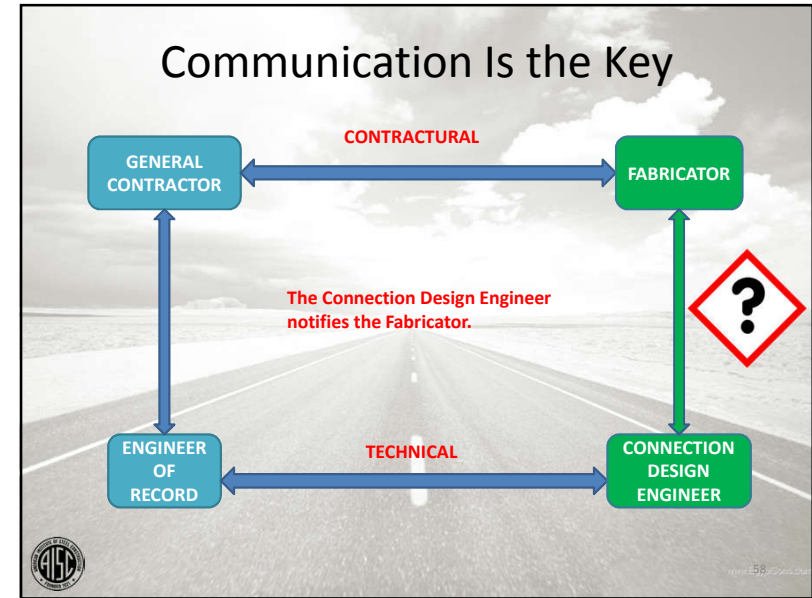 Communication Is the Key
CONTRACTURAL
GENERAL
CONTRACTOR
FABRICATOR
The Connection Design Engineer
notifies the Fabricator.
?
ENGINEER
OF
RECORD
TECHNICAL
CONNECTION
DESIGN
ENGINEER
AISC
58